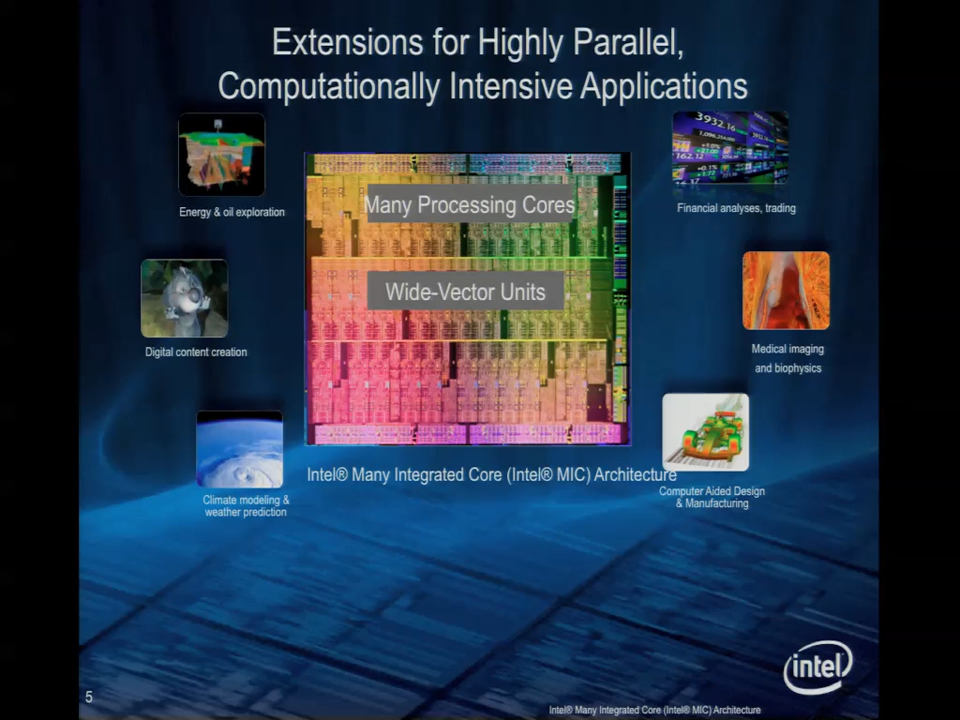 Extensions for Highly Parallel,
Computationally Intensive Applications
3932.16
Energy & oil exploration
Many Processing Cores
Financial analyses, trading
Wide-Vector Units
Digital content creation
Medical imaging
and biophysics
Intel® Many Integrated Core (Intel® MIC) Architecture
Climate modeling &
weather prediction
Computer Aided Design
& Manufacturing
intel
5
Intel® Many Integrated Core (Intel® MIC) Architecture